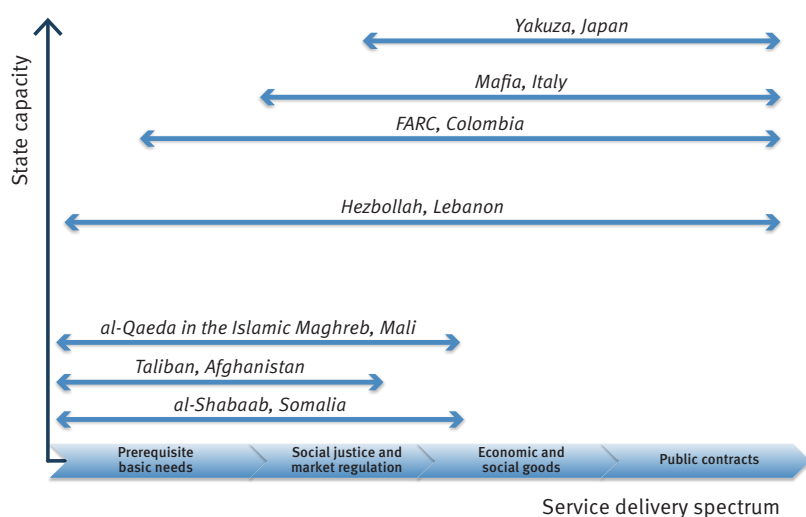 Yakuza, Japan
Mafia, Italy
FARC, Colombia
Hezbollah, Lebanon
al-Qaeda in the Islamic Maghreb, Mali
Taliban, Afghanistan
al-Shabaab, Somalia
State capacity
Prerequisite
basic needs
Social justice and
market regulation
Economic and
social goods
Public contracts
Service delivery spectrum